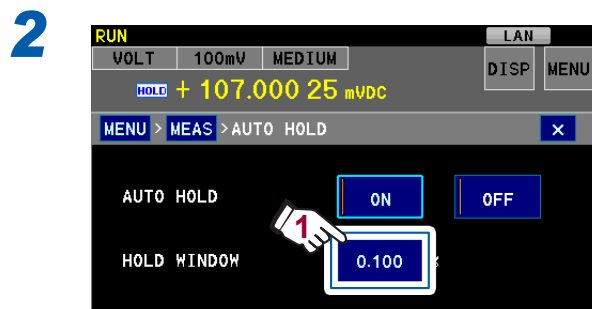 2
RUN LAN
VOLT 100mV MEDIUM DISP MENU
HOLD + 107.000 25 mVDC
MENU > MEAS > AUTO HOLD ×
AUTO HOLD ON OFF
1
HOLD WINDOW 0.100 %